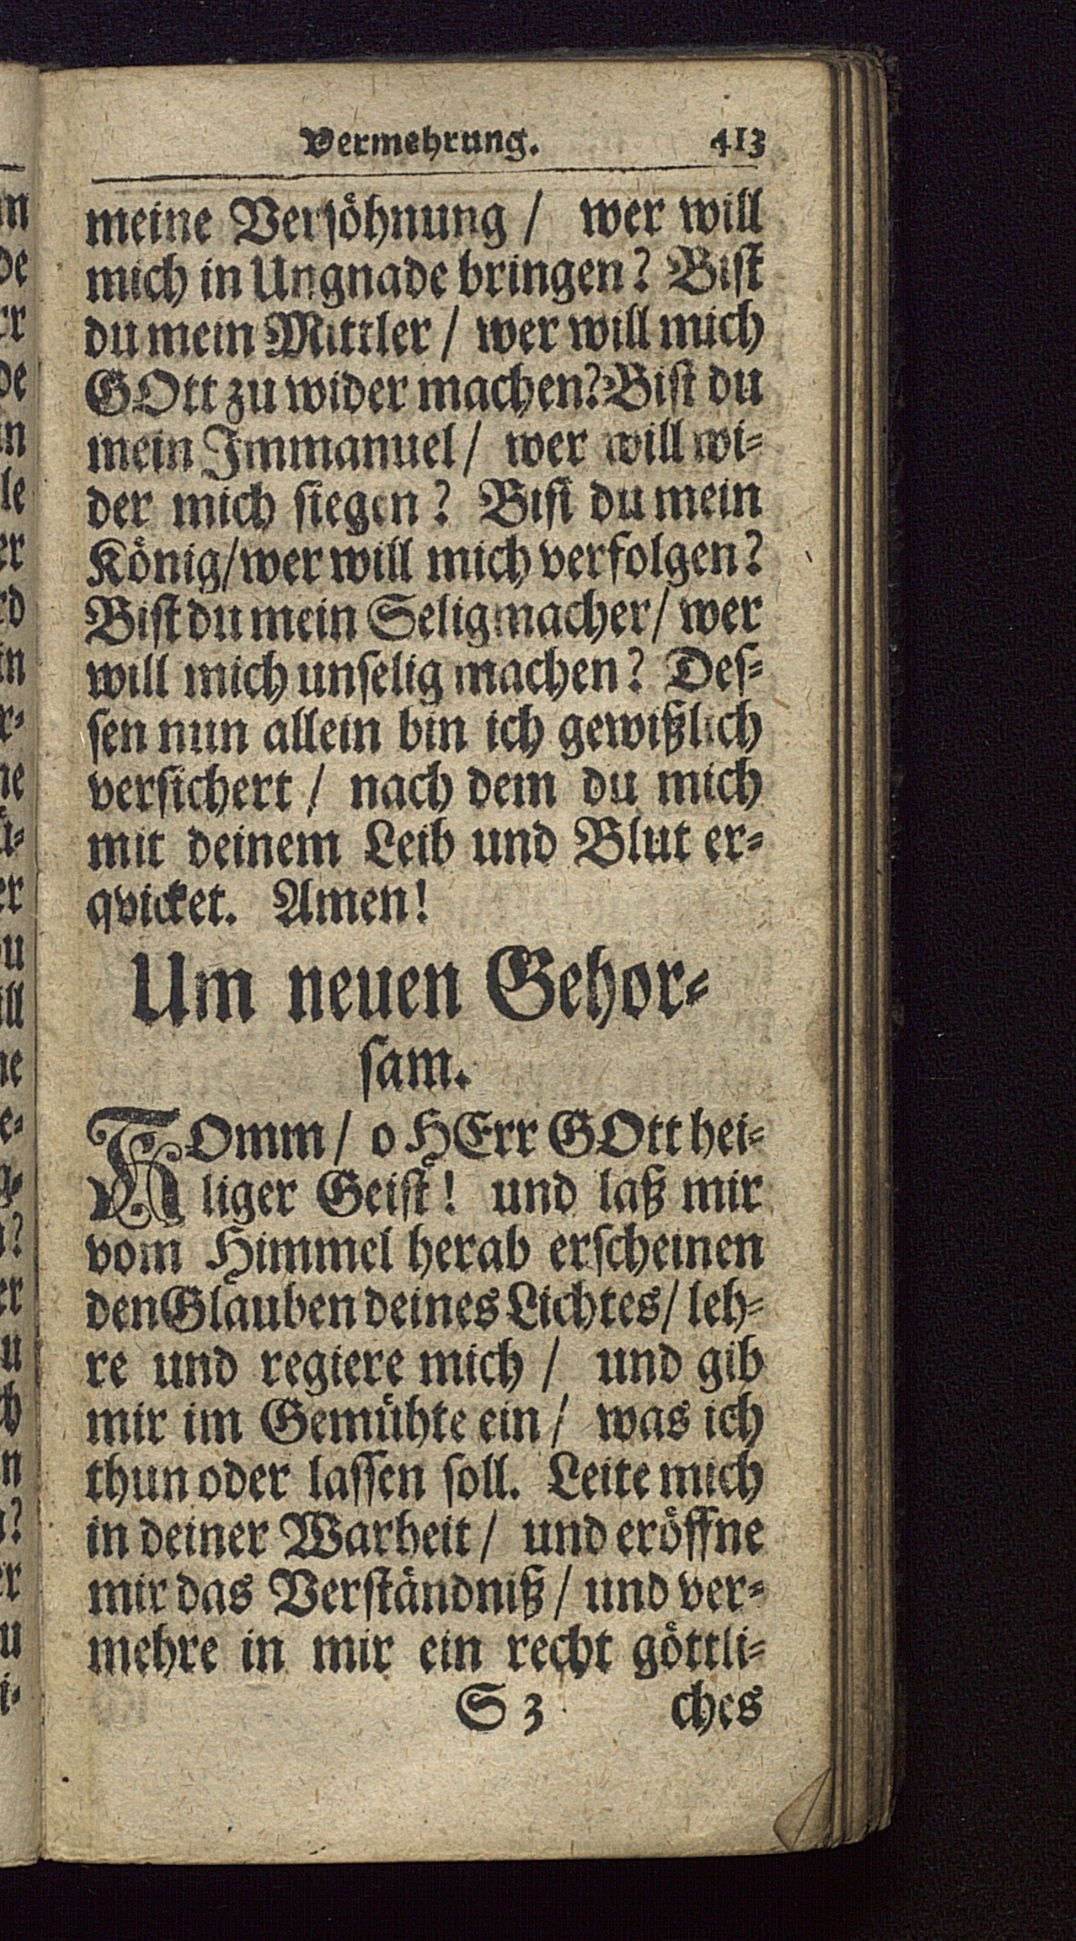 Vermehrung. 413
meine Versöhnung / wer will
mich in Ungnade bringen? Bist
du mein Mittler / wer will mich
GOtt zu wider machen? Bist du
mein Immanuel / wer will wi-
der mich siegen? Bist du mein
König / wer will mich verfolgen?
Bist du mein Seligmacher / wer
will mich unselig machen? Des-
sen nun allein bin ich gewißlich
versichert / nach dem du mich
mit deinem Leib und Blut er-
qvicket. Amen!
Um neuen Gehor-
sam.
KOmm / o HErr GOtt hei-
liger Geist! und laß mir
vom Himmel herab erscheinen
den Glauben deines Lichtes / leh-
re und regiere mich / und gib
mir im Gemühte ein / was ich
thun oder lassen soll. Leite mich
in deiner Warheit / und eröffne
mir das Verständniß / und ver-
mehre in mir ein recht göttli-
S 3 ches